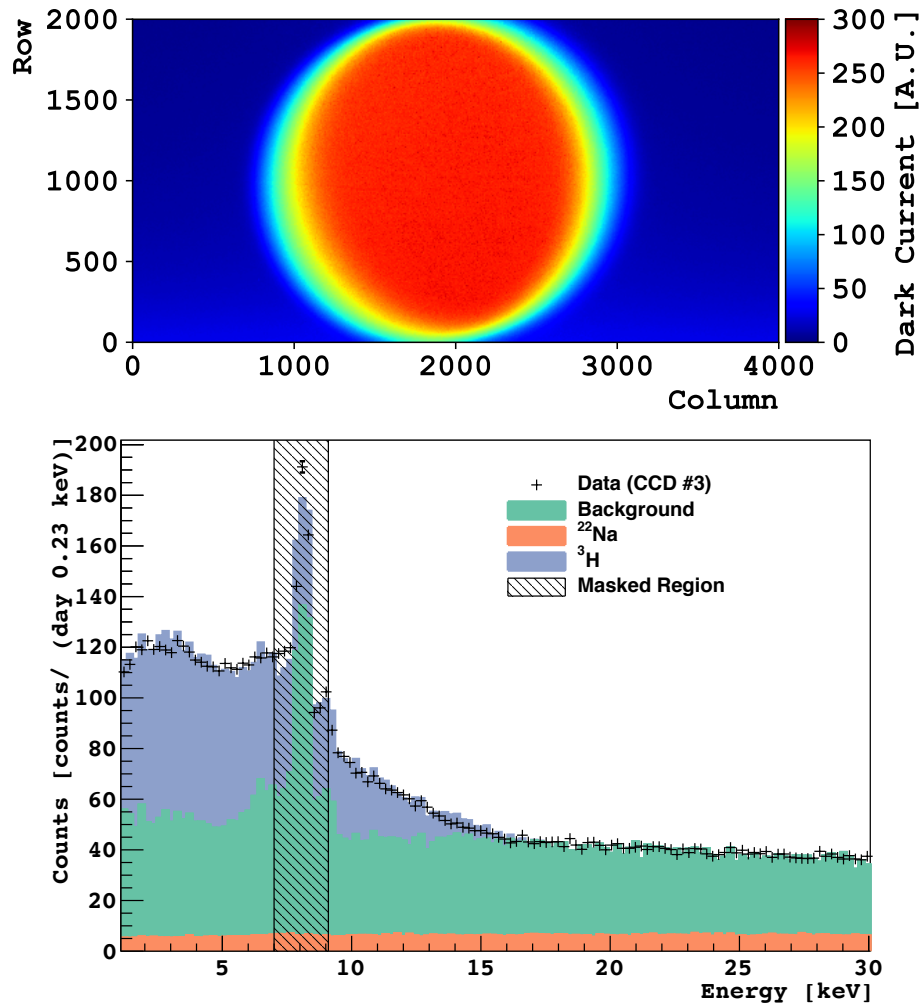 2000
1500
1000
500
0
Row
0 1000 2000 3000 4000
Column
300
250
200
150
100
50
0
Dark Current [A.U.]
200
180
160
140
120
100
80
60
40
20
0
Counts [counts/ (day 0.23 keV)]
Data (CCD #3)
Background
²²Na
³H
Masked Region
5 10 15 20 25 30
Energy [keV]